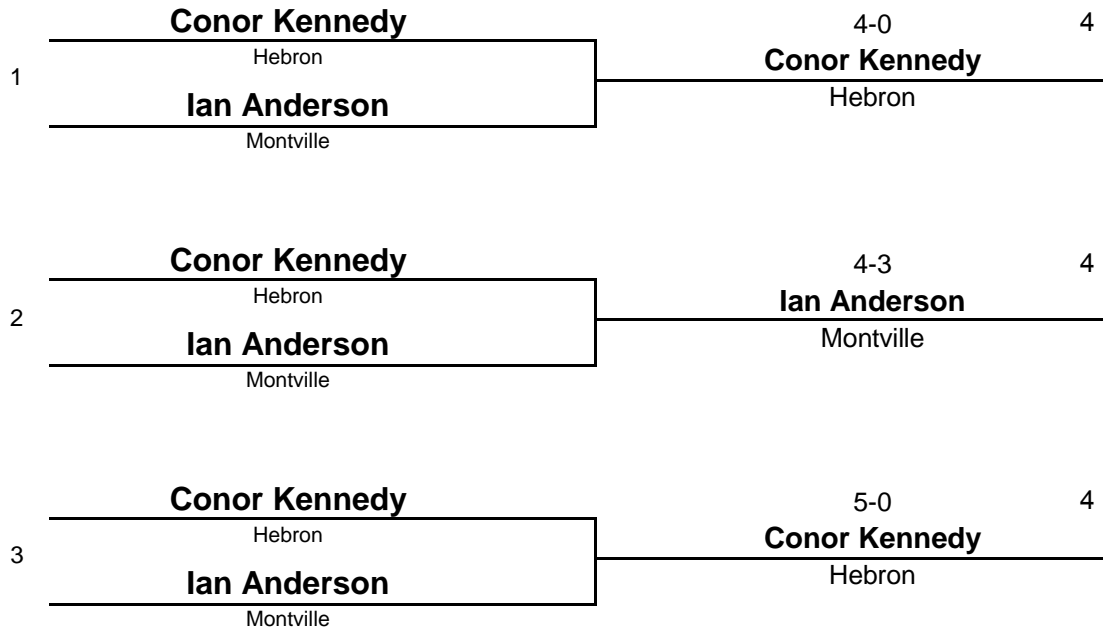 Conor Kennedy
Hebron
1
Ian Anderson
Montville
4-0 4
Conor Kennedy
Hebron
Conor Kennedy
Hebron
2
Ian Anderson
Montville
4-3 4
Ian Anderson
Montville
Conor Kennedy
Hebron
3
Ian Anderson
Montville
5-0 4
Conor Kennedy
Hebron